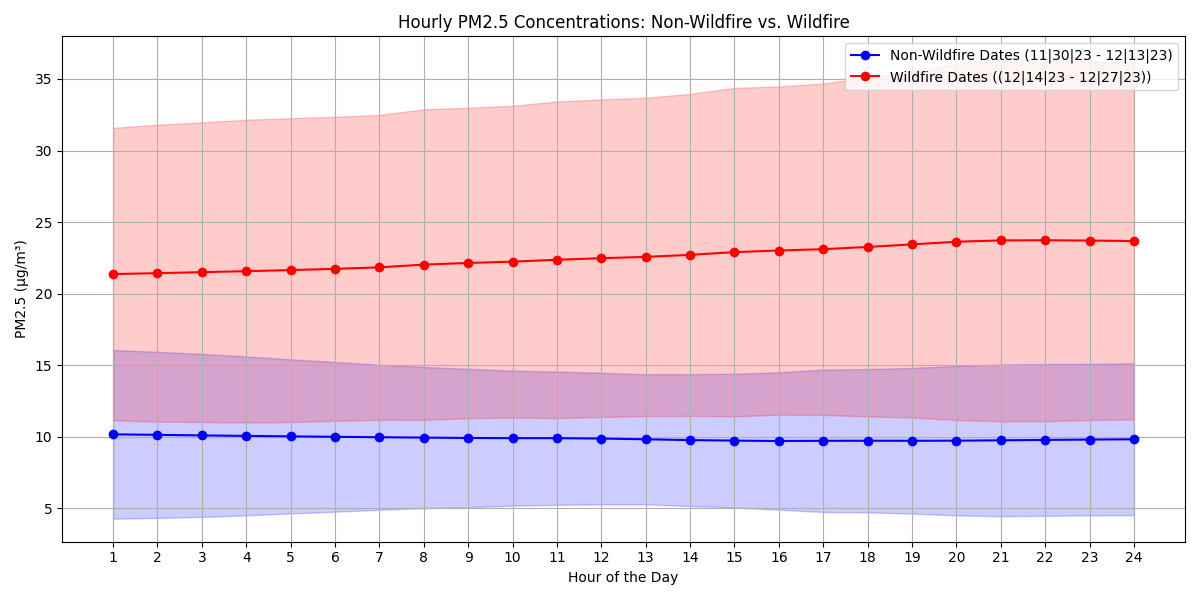 Hourly PM2.5 Concentrations: Non-Wildfire vs. Wildfire
Non-Wildfire Dates (11|30|23 - 12|13|23)
Wildfire Dates ((12|14|23 - 12|27|23))
PM2.5 (µg/m³)
35
30
25
20
15
10
5
1 2 3 4 5 6 7 8 9 10 11 12 13 14 15 16 17 18 19 20 21 22 23 24
Hour of the Day